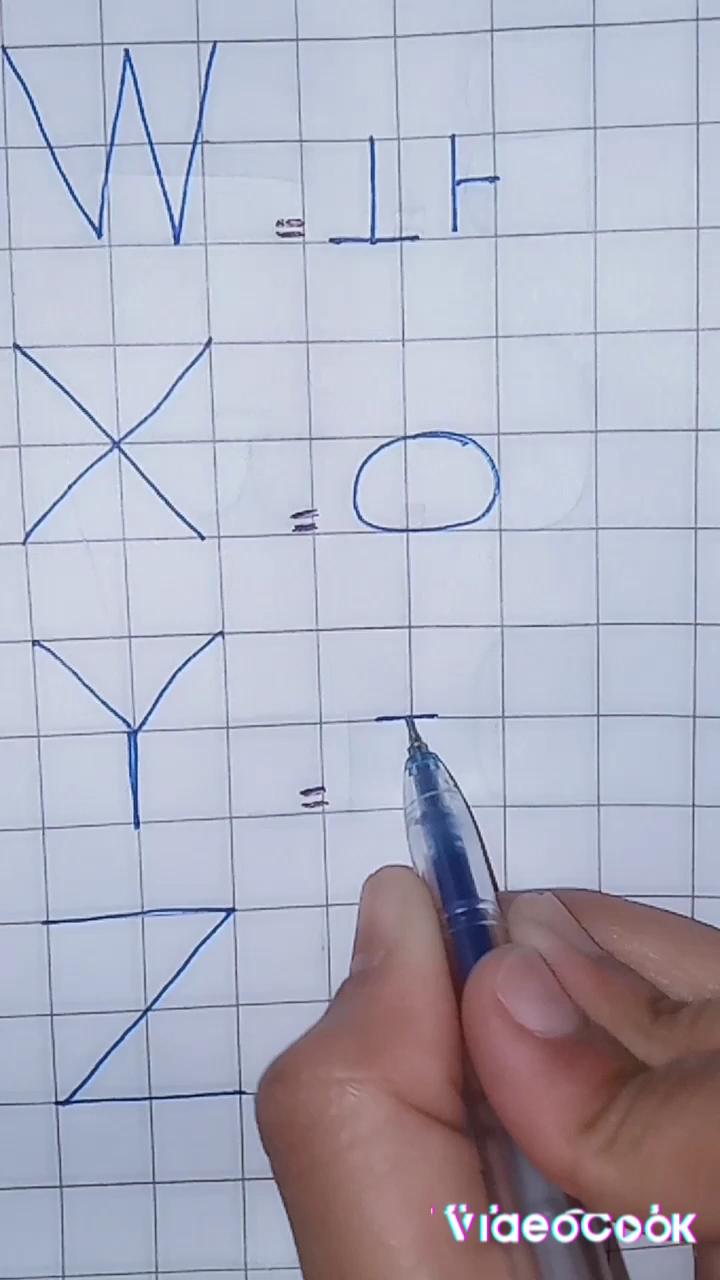 W = ⊥ ⊢
X = O
Y = —
Z
VideoCook